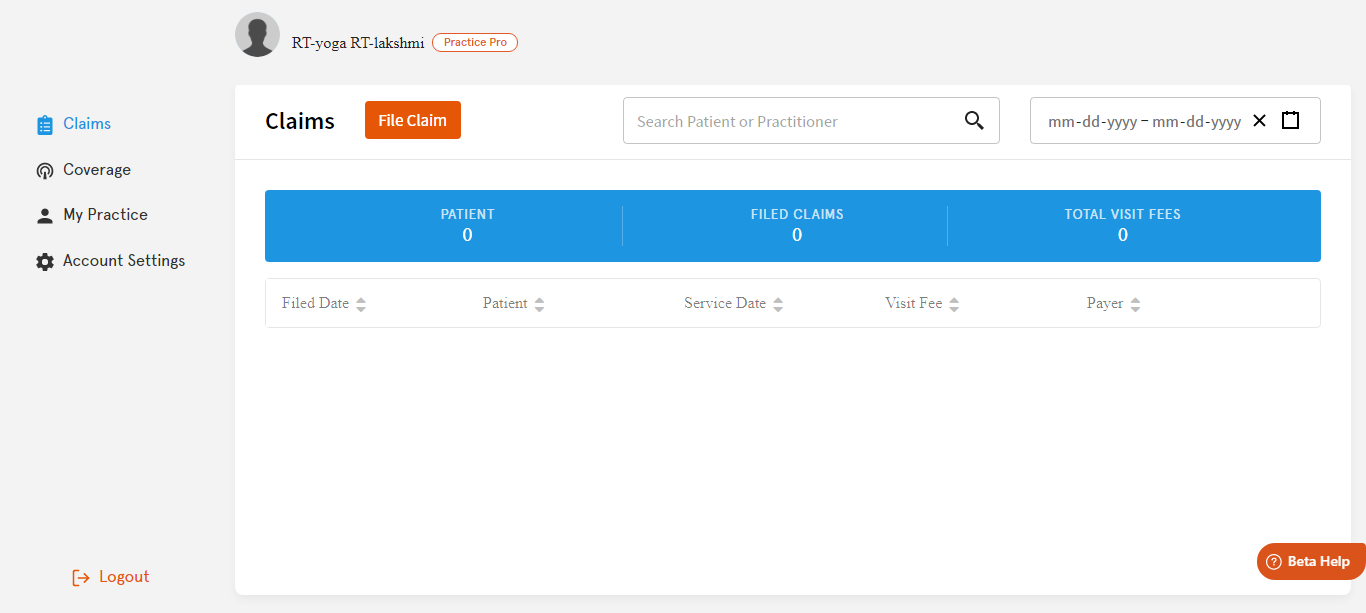 RT-yoga RT-lakshmi Practice Pro
Claims
Coverage
My Practice
Account Settings
Logout
Claims File Claim Search Patient or Practitioner mm-dd-yyyy – mm-dd-yyyy
PATIENT FILED CLAIMS TOTAL VISIT FEES
0 0 0
Filed Date Patient Service Date Visit Fee Payer
Beta Help